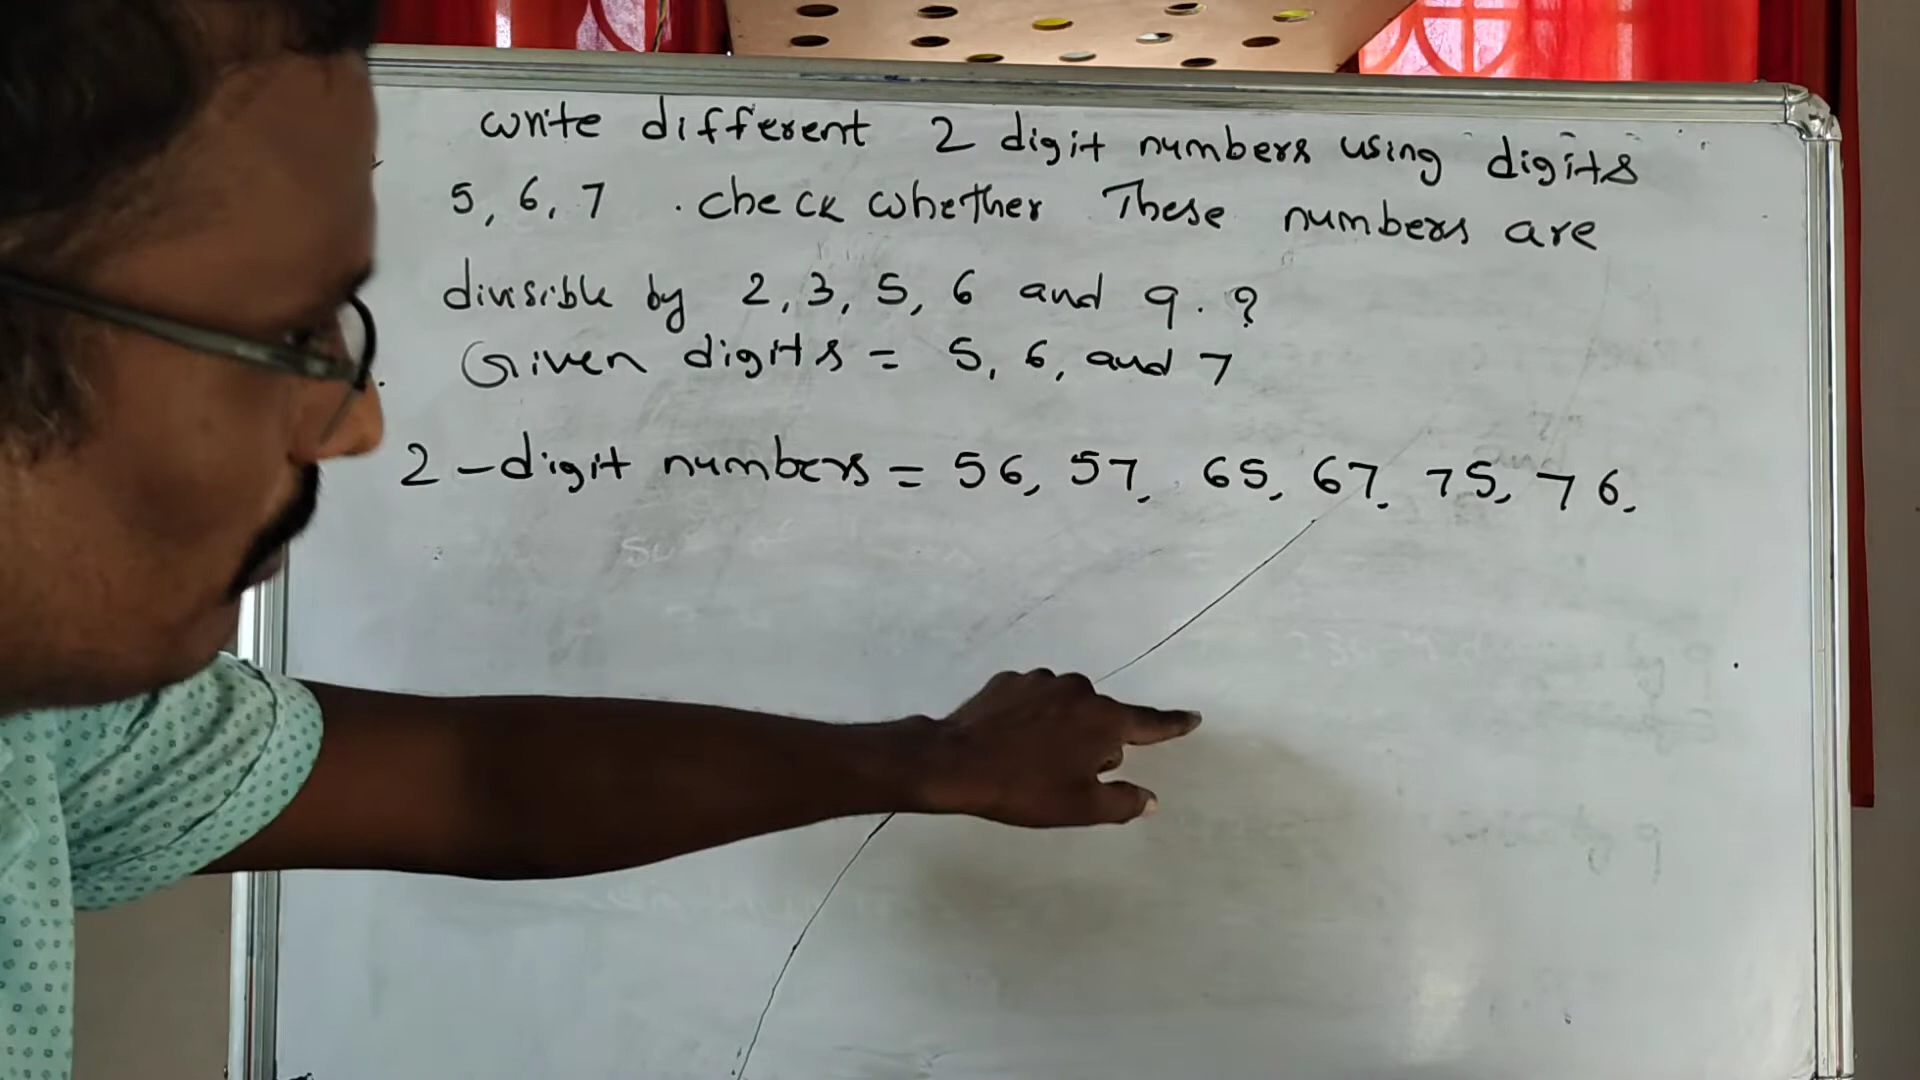 write different 2 digit numbers using digits
5, 6, 7 . check whether These numbers are
divisible by 2, 3, 5, 6 and 9. ?
Given digits = 5, 6, and 7
2-digit numbers = 56, 57, 65, 67, 75, 76.